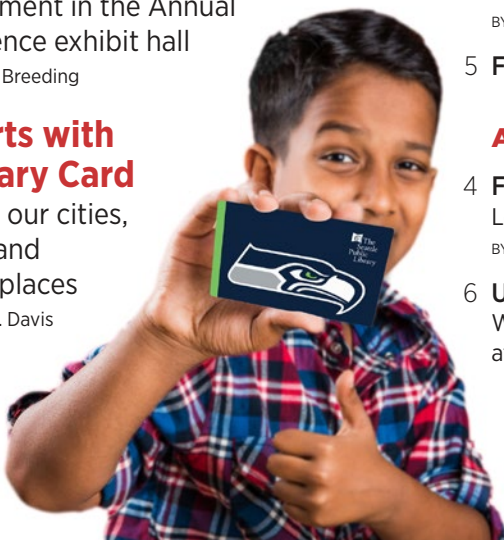 ment in the Annual
ence exhibit hall
Breeding
rts with
ary Card
our cities,
and
places
. Davis
The
Seattle
Public
Library
BY
5 F
A
4 F
L
BY
6 U
W
a